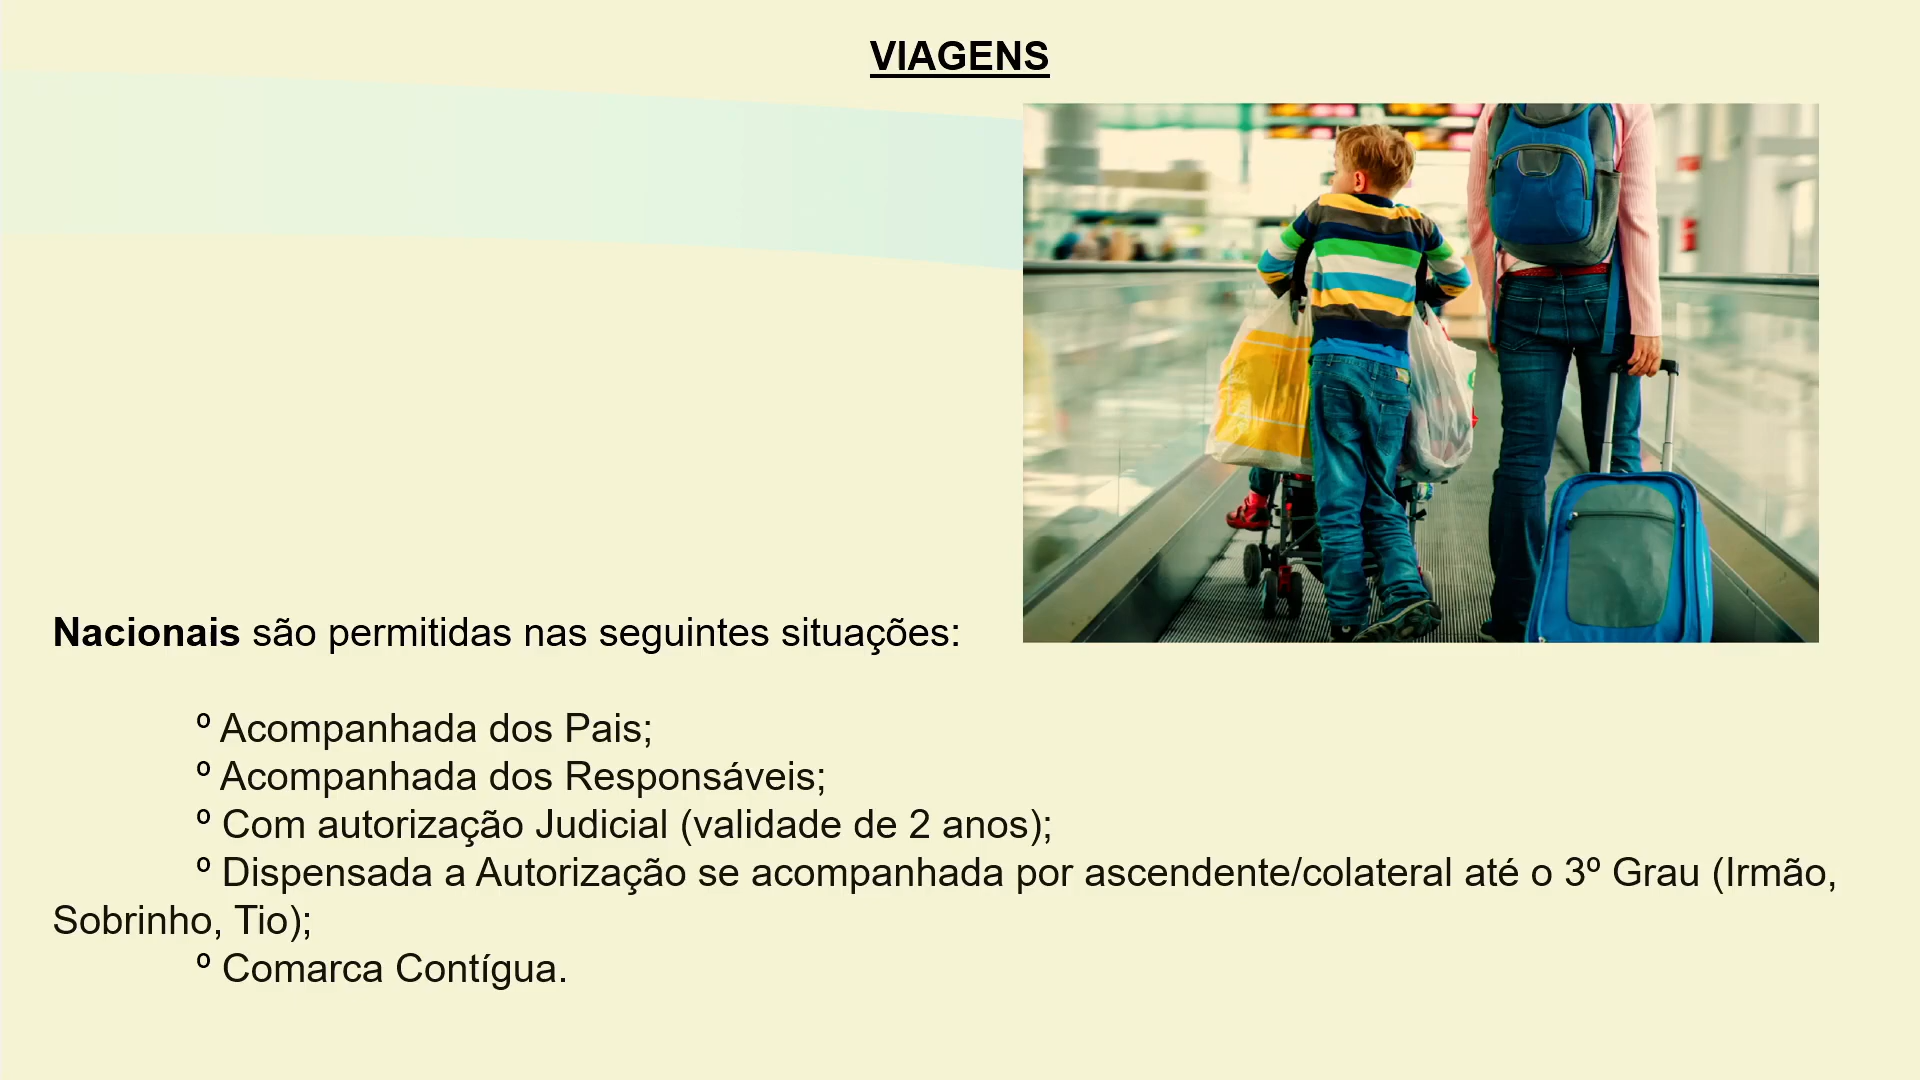 VIAGENS
Nacionais são permitidas nas seguintes situações:
º Acompanhada dos Pais;
º Acompanhada dos Responsáveis;
º Com autorização Judicial (validade de 2 anos);
º Dispensada a Autorização se acompanhada por ascendente/colateral até o 3º Grau (Irmão,
Sobrinho, Tio);
º Comarca Contígua.